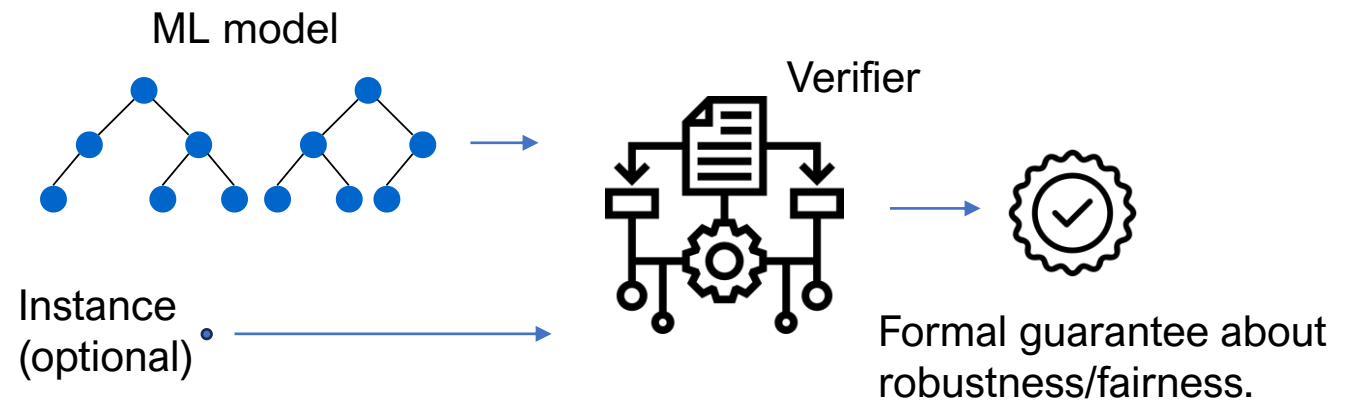 ML model
Verifier
Instance
(optional)
Formal guarantee about
robustness/fairness.